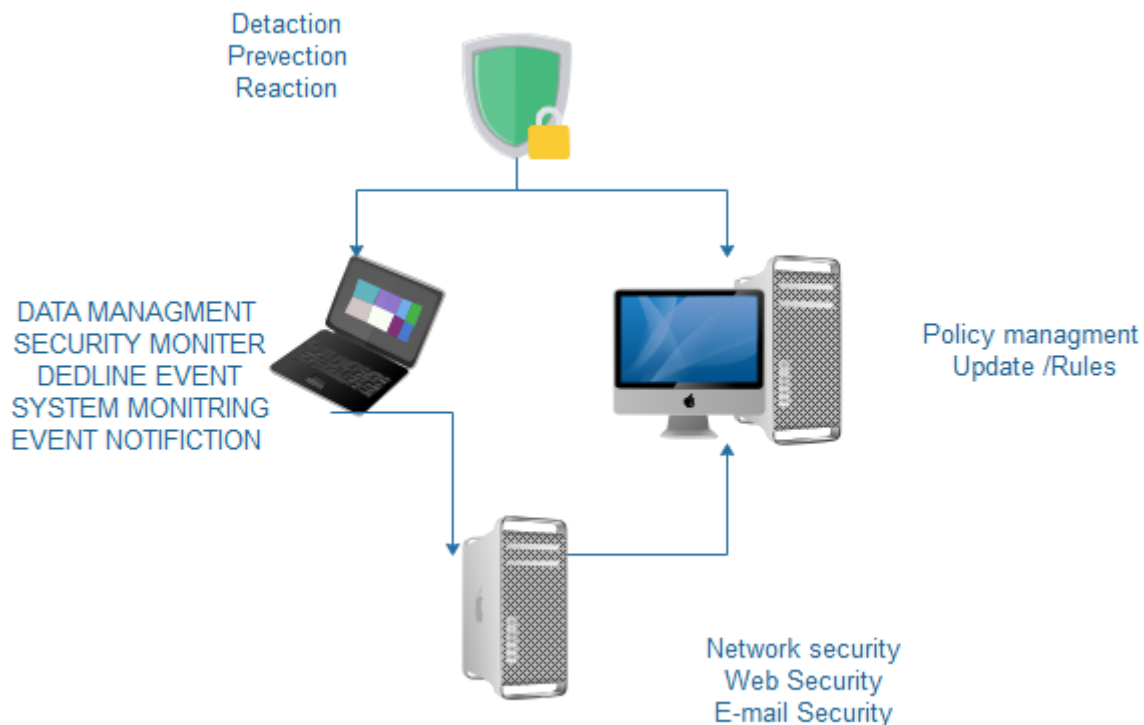 Detaction
Prevection
Reaction
DATA MANAGMENT
SECURITY MONITER
DEDLINE EVENT
SYSTEM MONITRING
EVENT NOTIFICTION
Policy managment
Update /Rules
Network security
Web Security
E-mail Security